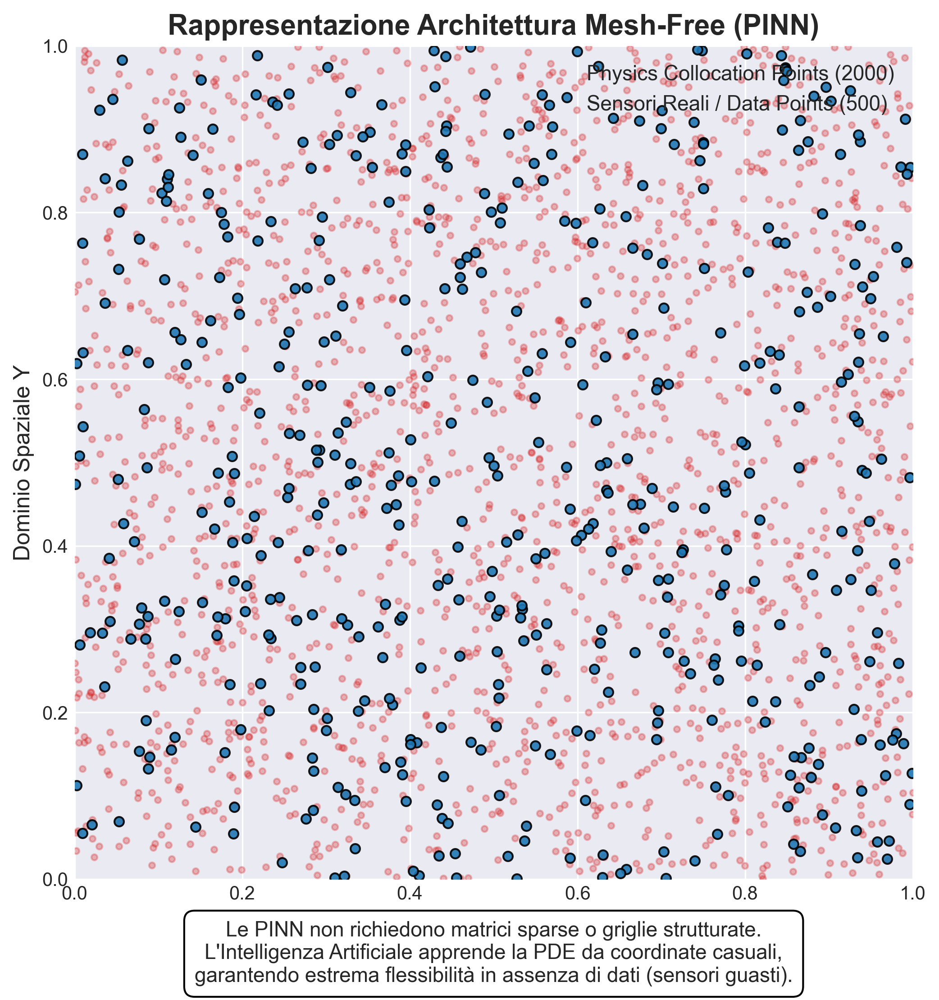 Rappresentazione Architettura Mesh-Free (PINN)
1.0
Physics Collocation Points (2000)
Sensori Reali / Data Points (500)
0.8
0.6
Dominio Spaziale Y
0.4
0.2
0.0
0.0 0.2 0.4 0.6 0.8 1.0
Le PINN non richiedono matrici sparse o griglie strutturate.
L'Intelligenza Artificiale apprende la PDE da coordinate casuali,
garantendo estrema flessibilità in assenza di dati (sensori guasti).